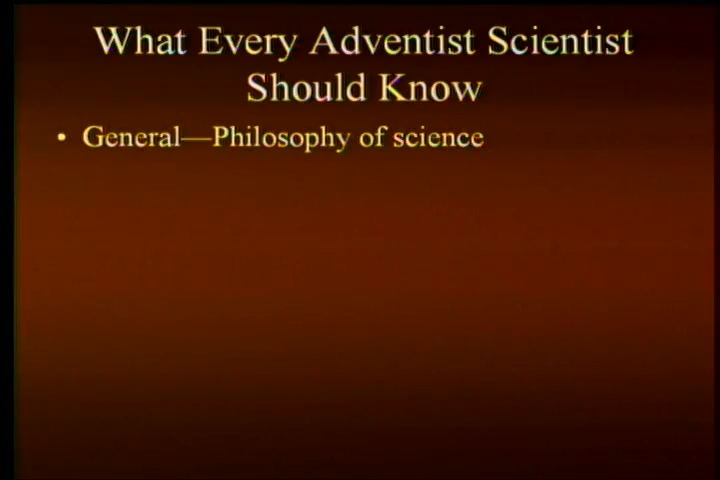 What Every Adventist Scientist
Should Know
• General—Philosophy of science